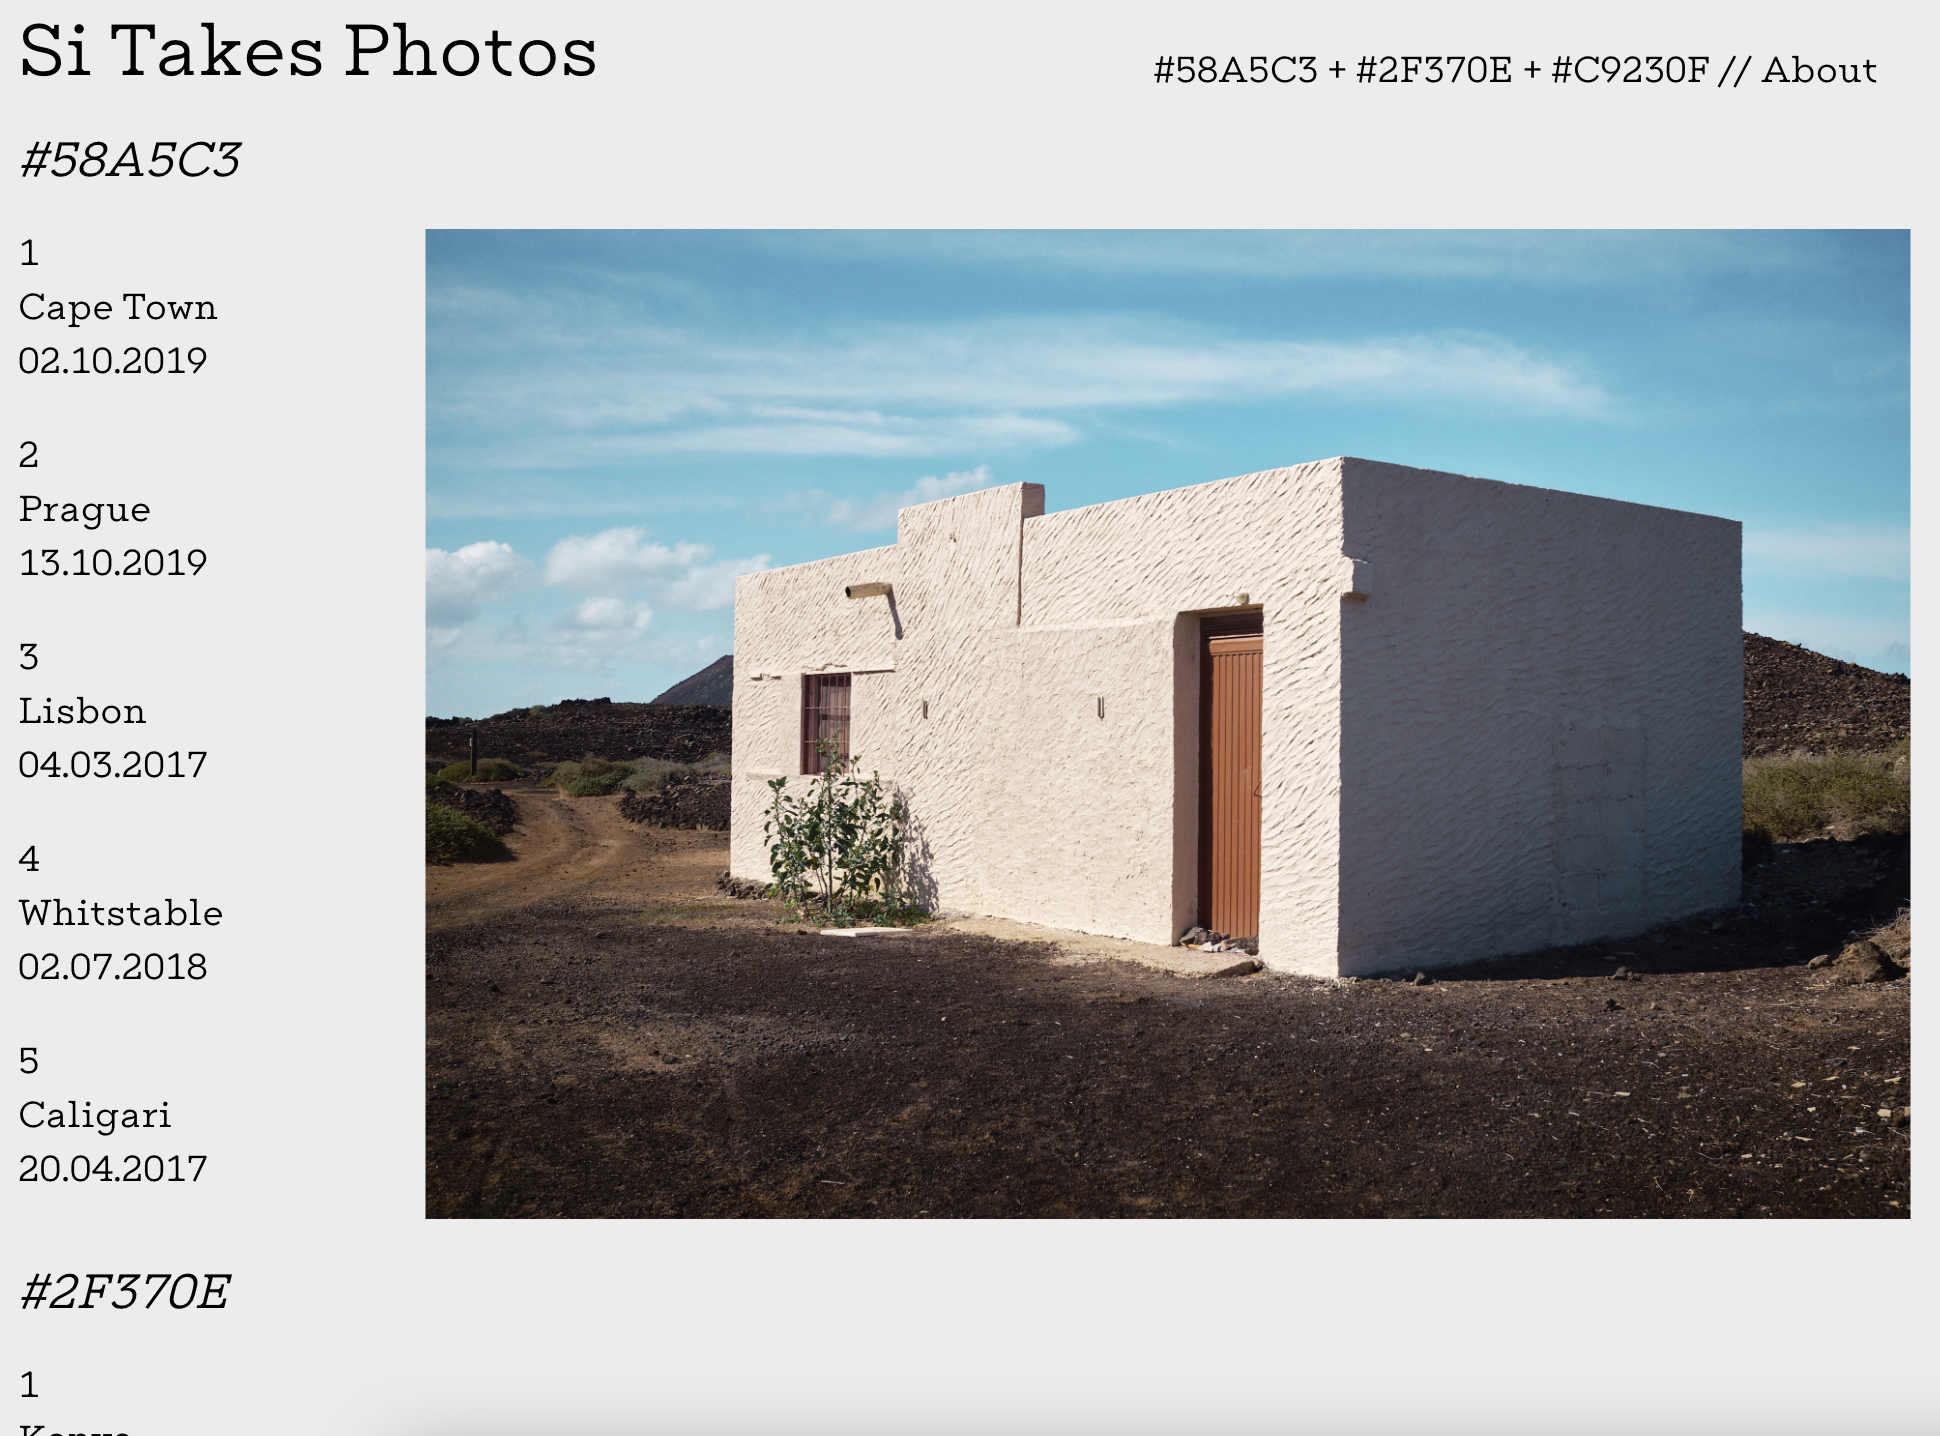 Si Takes Photos
#58A5C3 + #2F370E + #C9230F // About
#58A5C3
1
Cape Town
02.10.2019
2
Prague
13.10.2019
3
Lisbon
04.03.2017
4
Whitstable
02.07.2018
5
Caligari
20.04.2017
#2F370E
1